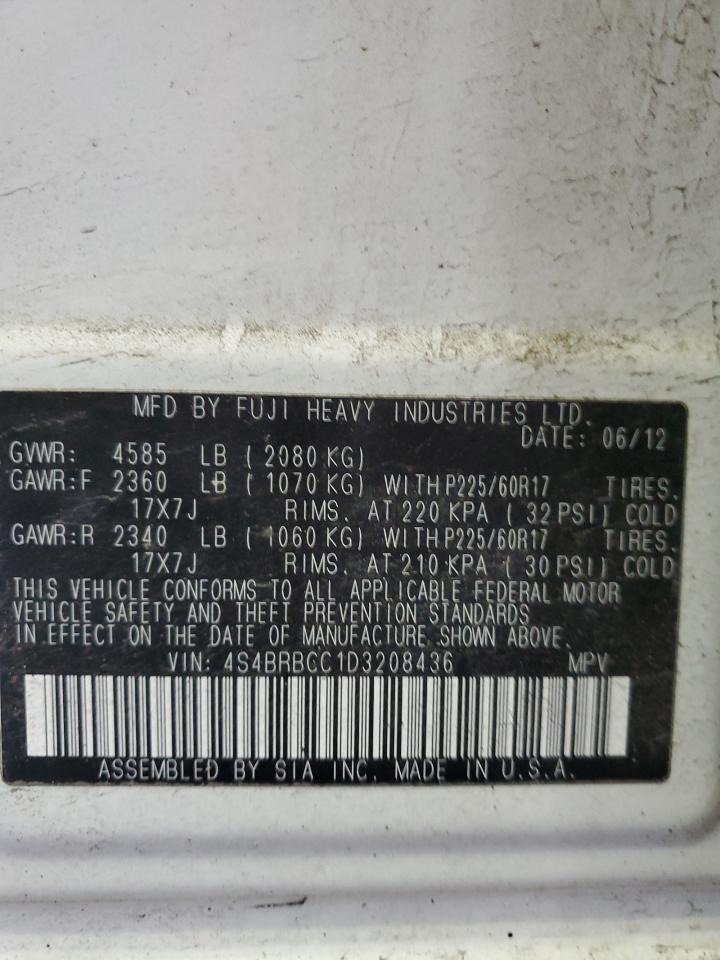 MFD BY FUJI HEAVY INDUSTRIES LTD.
DATE: 06/12
GVWR: 4585 LB ( 2080 KG)
GAWR:F 2360 LB ( 1070 KG) WITH P225/60R17 TIRES.
17X7J RIMS. AT 220 KPA ( 32 PSI) COLD
GAWR:R 2340 LB ( 1060 KG) WITH P225/60R17 TIRES.
17X7J RIMS. AT 210 KPA ( 30 PSI) COLD
THIS VEHICLE CONFORMS TO ALL APPLICABLE FEDERAL MOTOR
VEHICLE SAFETY AND THEFT PREVENTION STANDARDS
IN EFFECT ON THE DATE OF MANUFACTURE SHOWN ABOVE.
VIN: 4S4BRBCC1D3208436 MPV
ASSEMBLED BY SIA INC. MADE IN U.S.A.